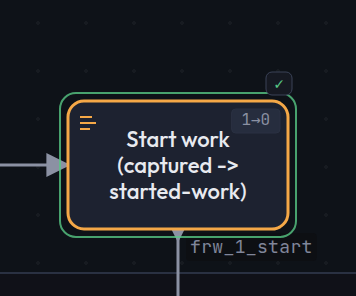 ✓
1→0
Start work
(captured ->
started-work)
frw_1_start